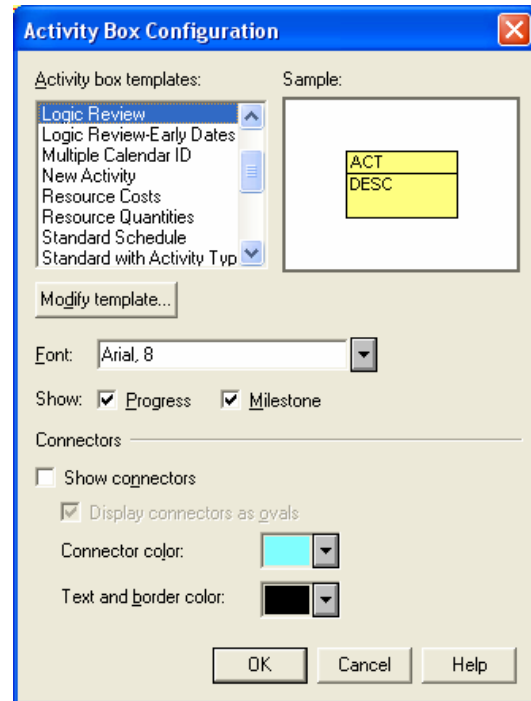 Activity Box Configuration
Activity box templates:
Sample:
Logic Review
Logic Review-Early Dates
Multiple Calendar ID
New Activity
Resource Costs
Resource Quantities
Standard Schedule
Standard with Activity Typ
ACT
DESC
Modify template...
Font: Arial, 8
Show: Progress Milestone
Connectors
Show connectors
Display connectors as ovals
Connector color:
Text and border color:
OK Cancel Help